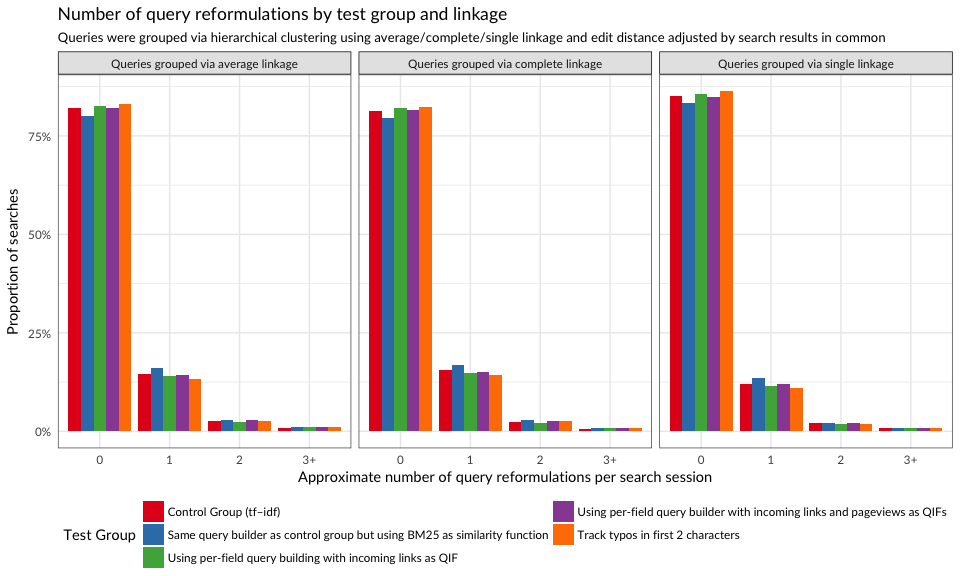 Number of query reformulations by test group and linkage
Queries were grouped via hierarchical clustering using average/complete/single linkage and edit distance adjusted by search results in common
Queries grouped via average linkage
Queries grouped via complete linkage
Queries grouped via single linkage
Proportion of searches
75%
50%
25%
0%
0 1 2 3+
0 1 2 3+
0 1 2 3+
Approximate number of query reformulations per search session
Test Group
Control Group (tf–idf)
Same query builder as control group but using BM25 as similarity function
Using per-field query building with incoming links as QIF
Using per-field query builder with incoming links and pageviews as QIFs
Track typos in first 2 characters